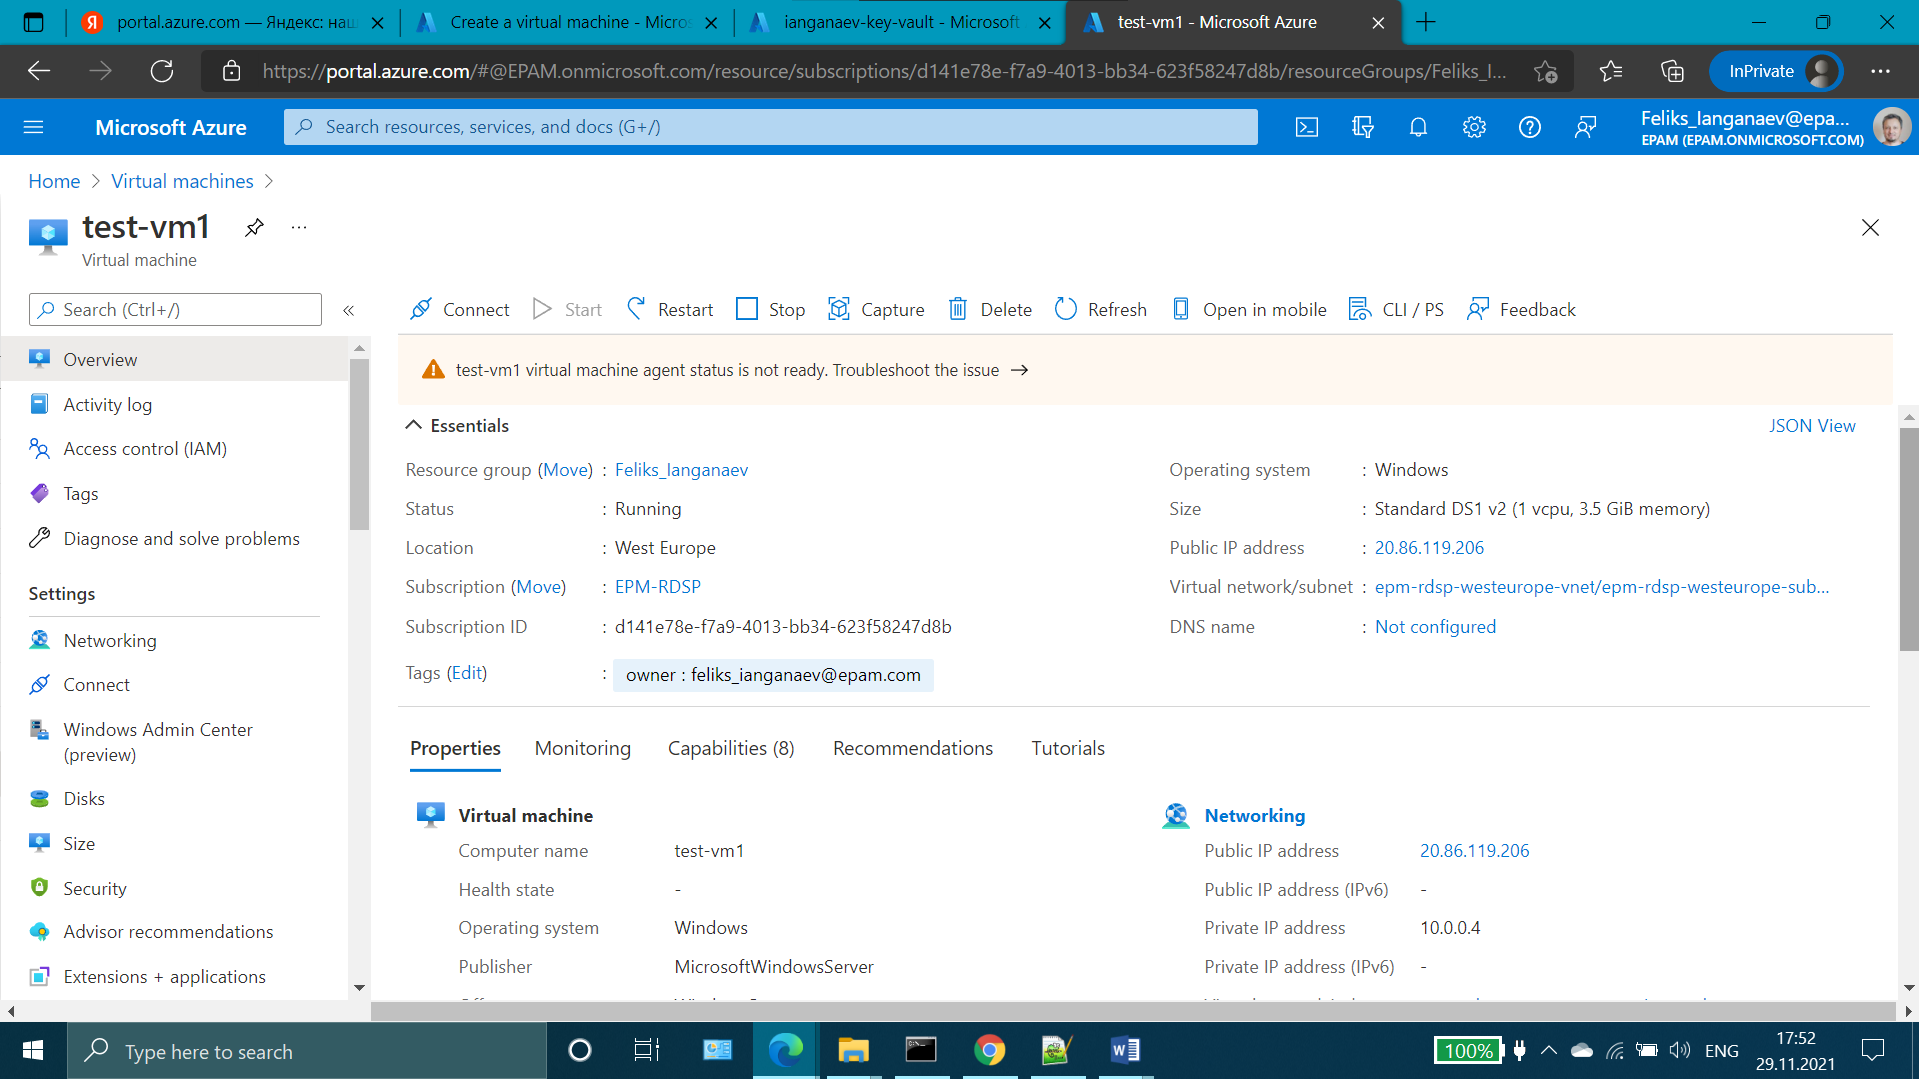 portal.azure.com — Яндекс: наш
Create a virtual machine - Micros
ianganaev-key-vault - Microsoft
test-vm1 - Microsoft Azure
https://portal.azure.com/#@EPAM.onmicrosoft.com/resource/subscriptions/d141e78e-f7a9-4013-bb34-623f58247d8b/resourceGroups/Feliks_I...
InPrivate
Microsoft Azure
Search resources, services, and docs (G+/)
Feliks_Ianganaev@epa...
EPAM (EPAM.ONMICROSOFT.COM)
Home > Virtual machines >
test-vm1
...
Virtual machine
Search (Ctrl+/)
«
Connect
Start
Restart
Stop
Capture
Delete
Refresh
Open in mobile
CLI / PS
Feedback
Overview
Activity log
Access control (IAM)
Tags
Diagnose and solve problems
Settings
Networking
Connect
Windows Admin Center
(preview)
Disks
Size
Security
Advisor recommendations
Extensions + applications
test-vm1 virtual machine agent status is not ready. Troubleshoot the issue →
Essentials
JSON View
Resource group (Move) : Feliks_Ianganaev
Status : Running
Location : West Europe
Subscription (Move) : EPM-RDSP
Subscription ID : d141e78e-f7a9-4013-bb34-623f58247d8b
Tags (Edit) : owner : feliks_ianganaev@epam.com
Operating system : Windows
Size : Standard DS1 v2 (1 vcpu, 3.5 GiB memory)
Public IP address : 20.86.119.206
Virtual network/subnet : epm-rdsp-westeurope-vnet/epm-rdsp-westeurope-sub...
DNS name : Not configured
Properties
Monitoring
Capabilities (8)
Recommendations
Tutorials
Virtual machine
Computer name test-vm1
Health state -
Operating system Windows
Publisher MicrosoftWindowsServer
Networking
Public IP address 20.86.119.206
Public IP address (IPv6) -
Private IP address 10.0.0.4
Private IP address (IPv6) -
Type here to search
100%
ENG
17:52
29.11.2021